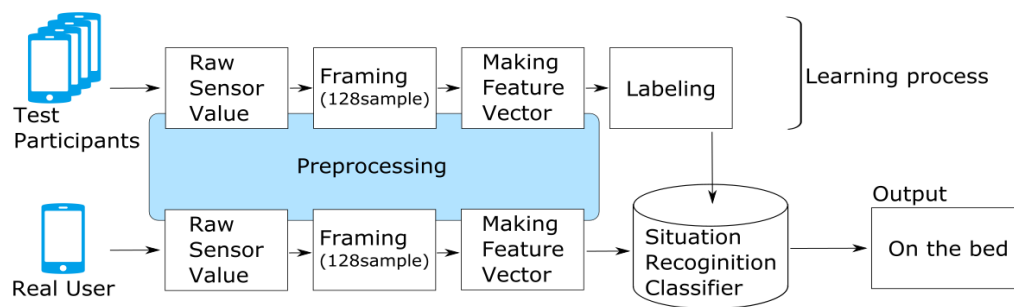 Test
Participants
Raw
Sensor
Value
Framing
(128sample)
Making
Feature
Vector
Labeling
Learning process
Preprocessing
Real User
Raw
Sensor
Value
Framing
(128sample)
Making
Feature
Vector
Situation
Recoginition
Classifier
Output
On the bed